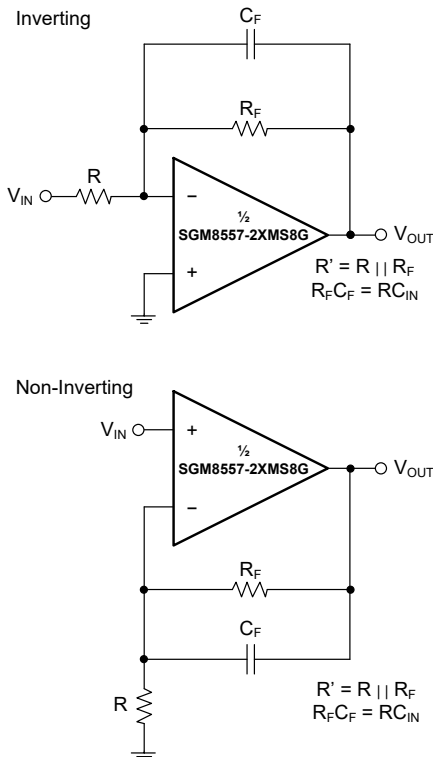 Inverting
C_F
R_F
R
V_IN
−
½
SGM8557-2XMS8G
+
V_OUT
R' = R || R_F
R_FC_F = RC_IN
Non-Inverting
V_IN
+
½
SGM8557-2XMS8G
−
V_OUT
R_F
C_F
R
R' = R || R_F
R_FC_F = RC_IN